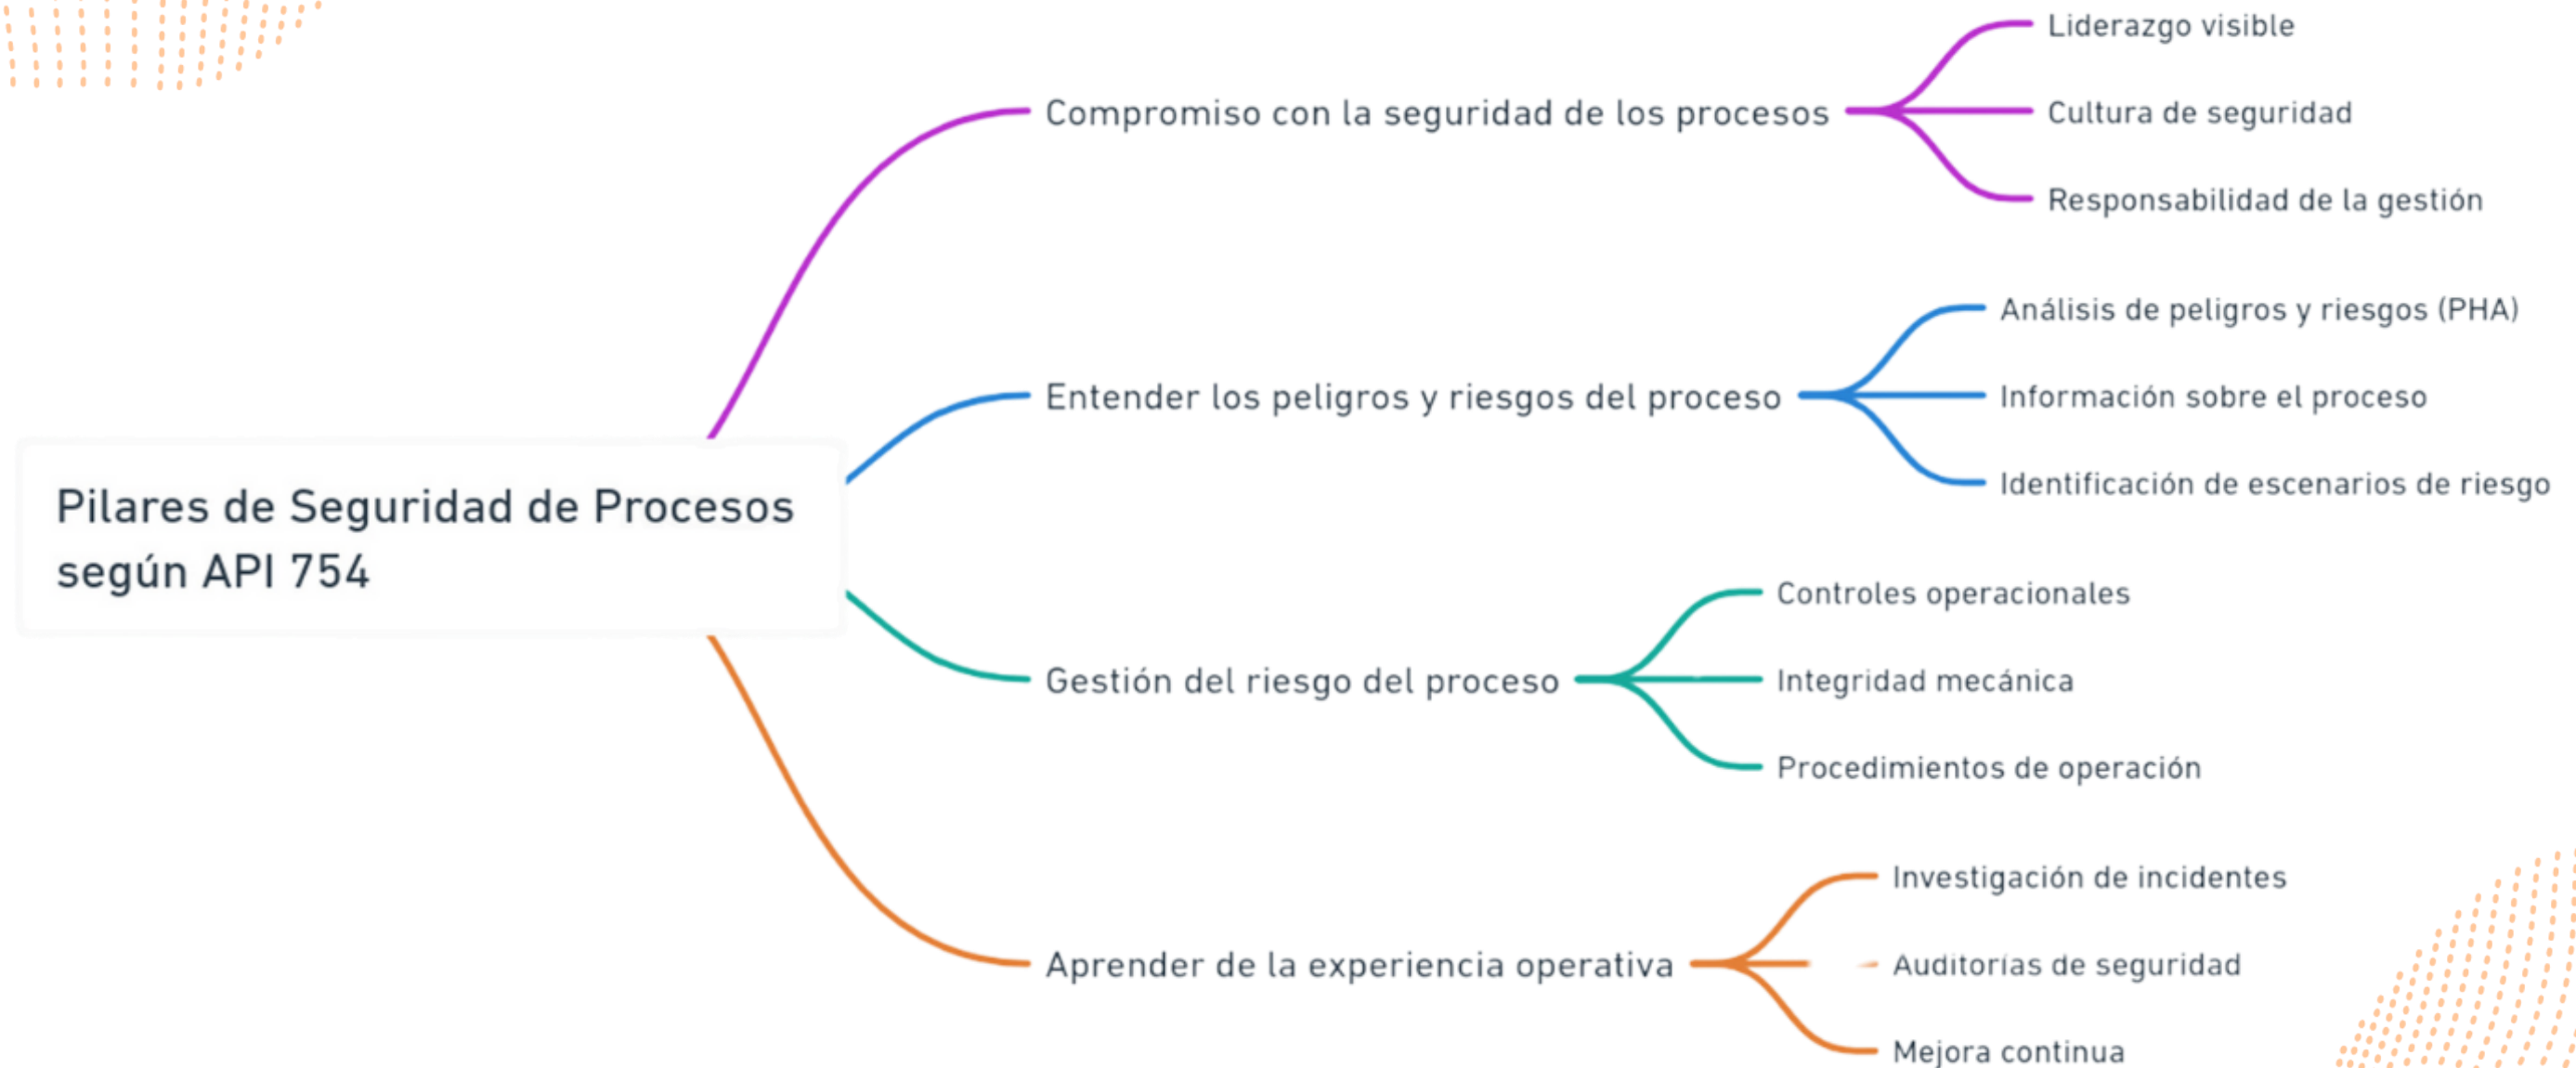 Pilares de Seguridad de Procesos
según API 754
Compromiso con la seguridad de los procesos
Liderazgo visible
Cultura de seguridad
Responsabilidad de la gestión
Entender los peligros y riesgos del proceso
Análisis de peligros y riesgos (PHA)
Información sobre el proceso
Identificación de escenarios de riesgo
Gestión del riesgo del proceso
Controles operacionales
Integridad mecánica
Procedimientos de operación
Aprender de la experiencia operativa
Investigación de incidentes
Auditorías de seguridad
Mejora continua